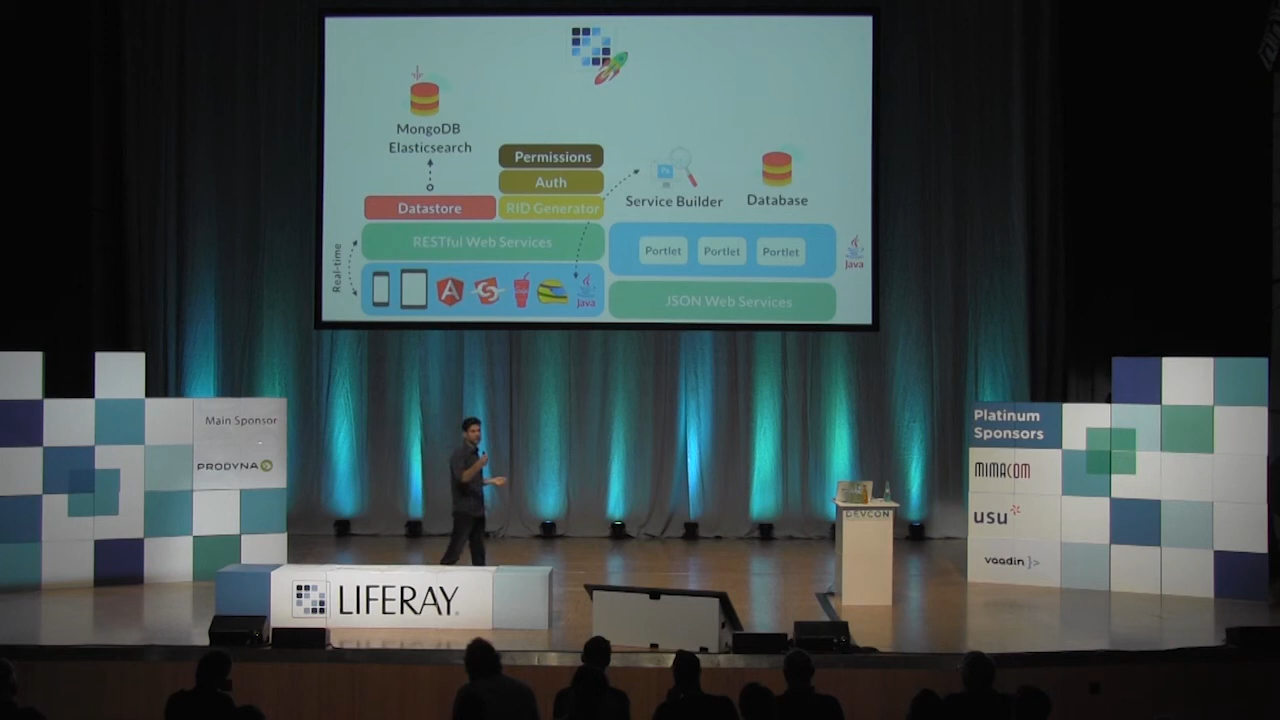 MongoDB
Elasticsearch
Permissions
Auth
Datastore
RID Generator
Service Builder
Database
RESTful Web Services
Portlet
Portlet
Portlet
Java
Real-time
Java
JSON Web Services
Main Sponsor
PRODYNA
Platinum
Sponsors
MIMACOM
usu
vaadin}>
DEVCON
LIFERAY